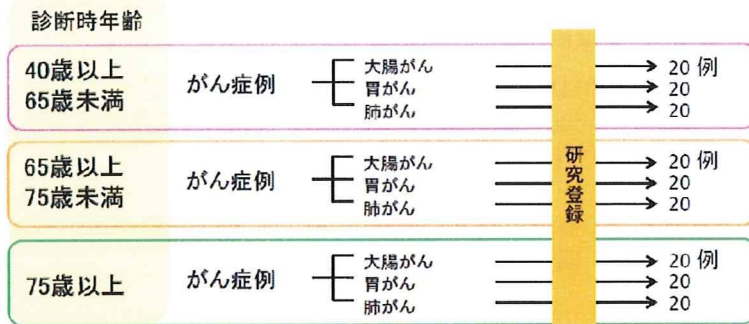 診断時年齢
40歳以上
65歳未満
がん症例
大腸がん
胃がん
肺がん
20 例
20
20
65歳以上
75歳未満
がん症例
大腸がん
胃がん
肺がん
20 例
20
20
75歳以上
がん症例
大腸がん
胃がん
肺がん
20 例
20
20
研究登録